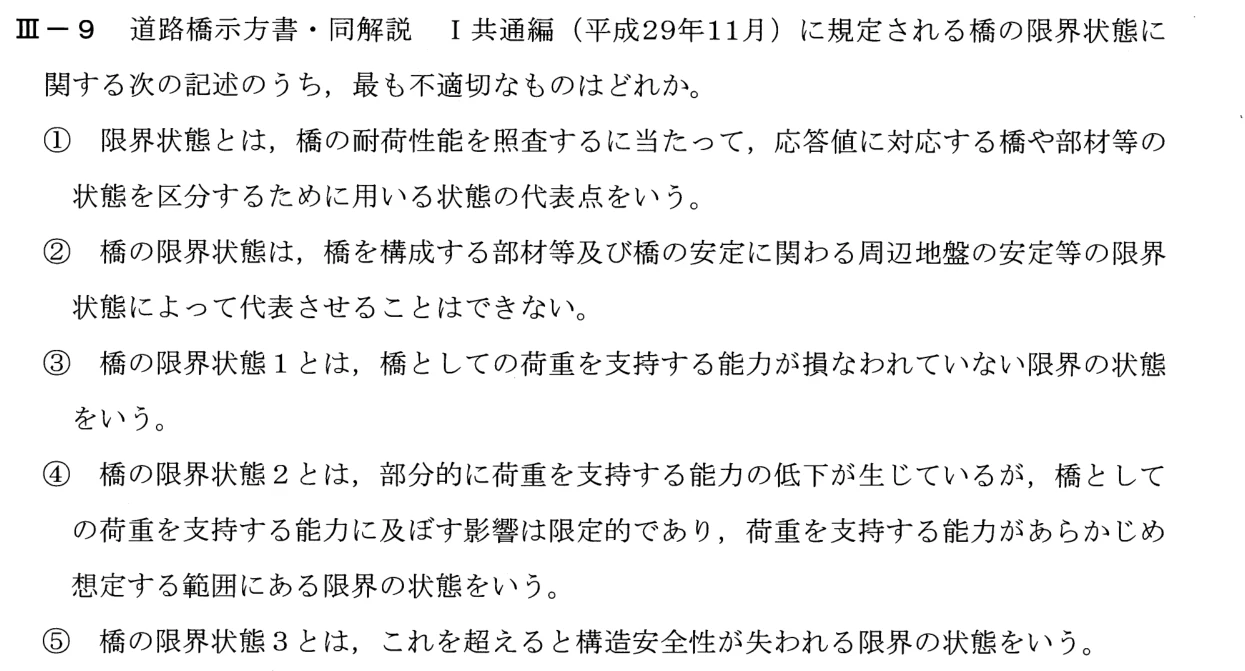 Ⅲ－９　道路橋示方書・同解説　Ⅰ共通編（平成29年11月）に規定される橋の限界状態に
関する次の記述のうち，最も不適切なものはどれか。
①　限界状態とは，橋の耐荷性能を照査するに当たって，応答値に対応する橋や部材等の
状態を区分するために用いる状態の代表点をいう。
②　橋の限界状態は，橋を構成する部材等及び橋の安定に関わる周辺地盤の安定等の限界
状態によって代表させることはできない。
③　橋の限界状態１とは，橋としての荷重を支持する能力が損なわれていない限界の状態
をいう。
④　橋の限界状態２とは，部分的に荷重を支持する能力の低下が生じているが，橋として
の荷重を支持する能力に及ぼす影響は限定的であり，荷重を支持する能力があらかじめ
想定する範囲にある限界の状態をいう。
⑤　橋の限界状態３とは，これを超えると構造安全性が失われる限界の状態をいう。